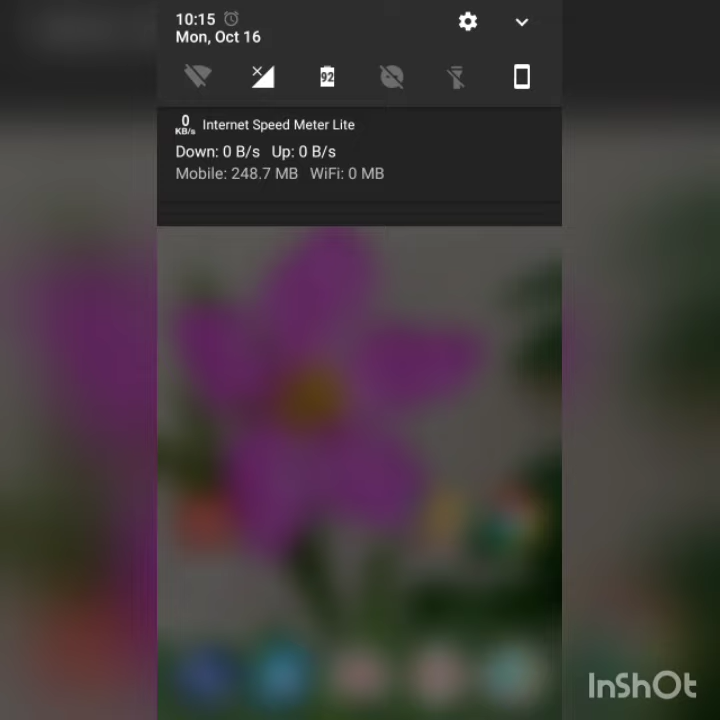 10:15
Mon, Oct 16
92
0
KB/s
Internet Speed Meter Lite
Down: 0 B/s Up: 0 B/s
Mobile: 248.7 MB WiFi: 0 MB
InShOt